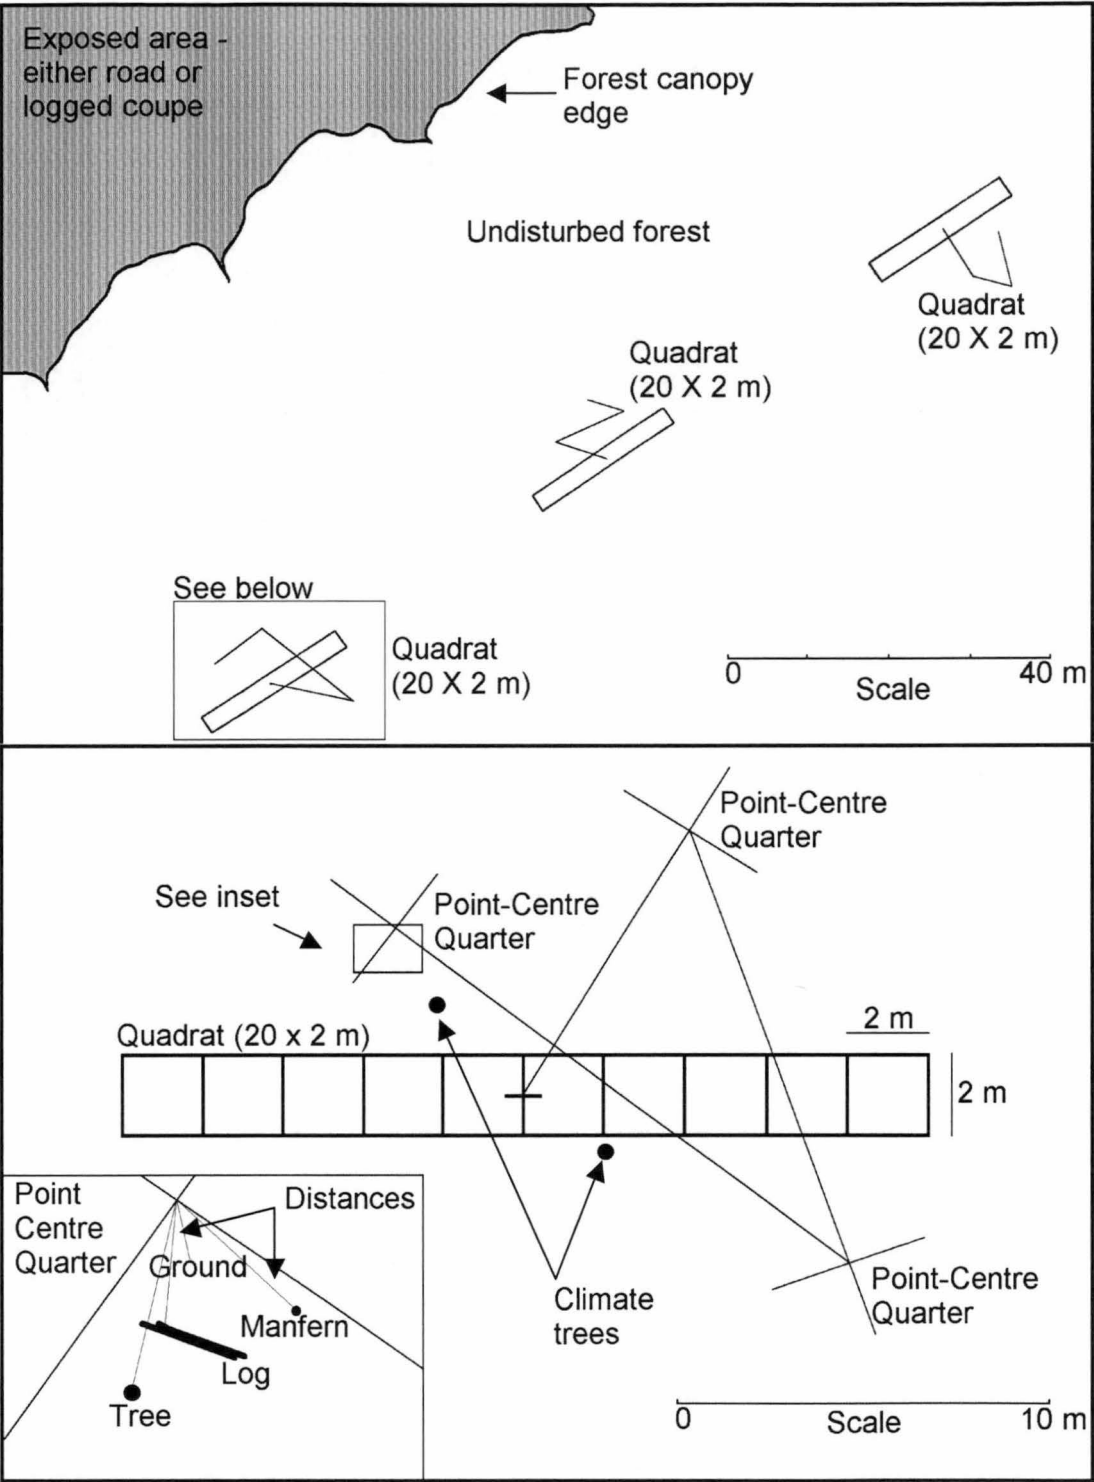 Exposed area -
either road or
logged coupe
Forest canopy
edge
Undisturbed forest
Quadrat
(20 X 2 m)
Quadrat
(20 X 2 m)
See below
Quadrat
(20 X 2 m)
0
40 m
Scale
Point-Centre
Quarter
See inset
Point-Centre
Quarter
Quadrat (20 x 2 m)
2 m
2 m
Point
Centre
Quarter
Distances
Ground
Manfern
Log
Tree
Climate
trees
Point-Centre
Quarter
0
Scale
10 m